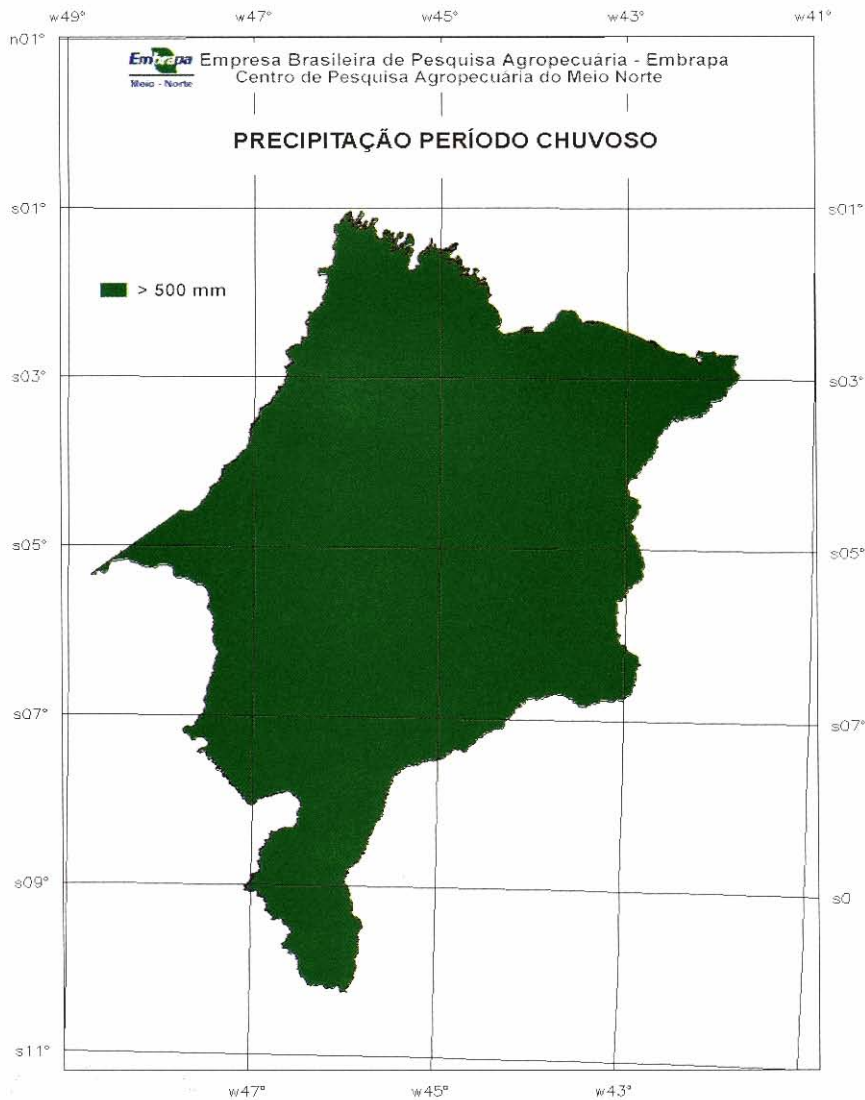 w49° w47° w45° w43° w41°
n01°
Embrapa
Meio - Norte
Empresa Brasileira de Pesquisa Agropecuária - Embrapa
Centro de Pesquisa Agropecuária do Meio Norte
PRECIPITAÇÃO PERÍODO CHUVOSO
s01° s01°
> 500 mm
s03° s03°
s05° s05°
s07° s07°
s09° s0
s11°
w47° w45° w43°